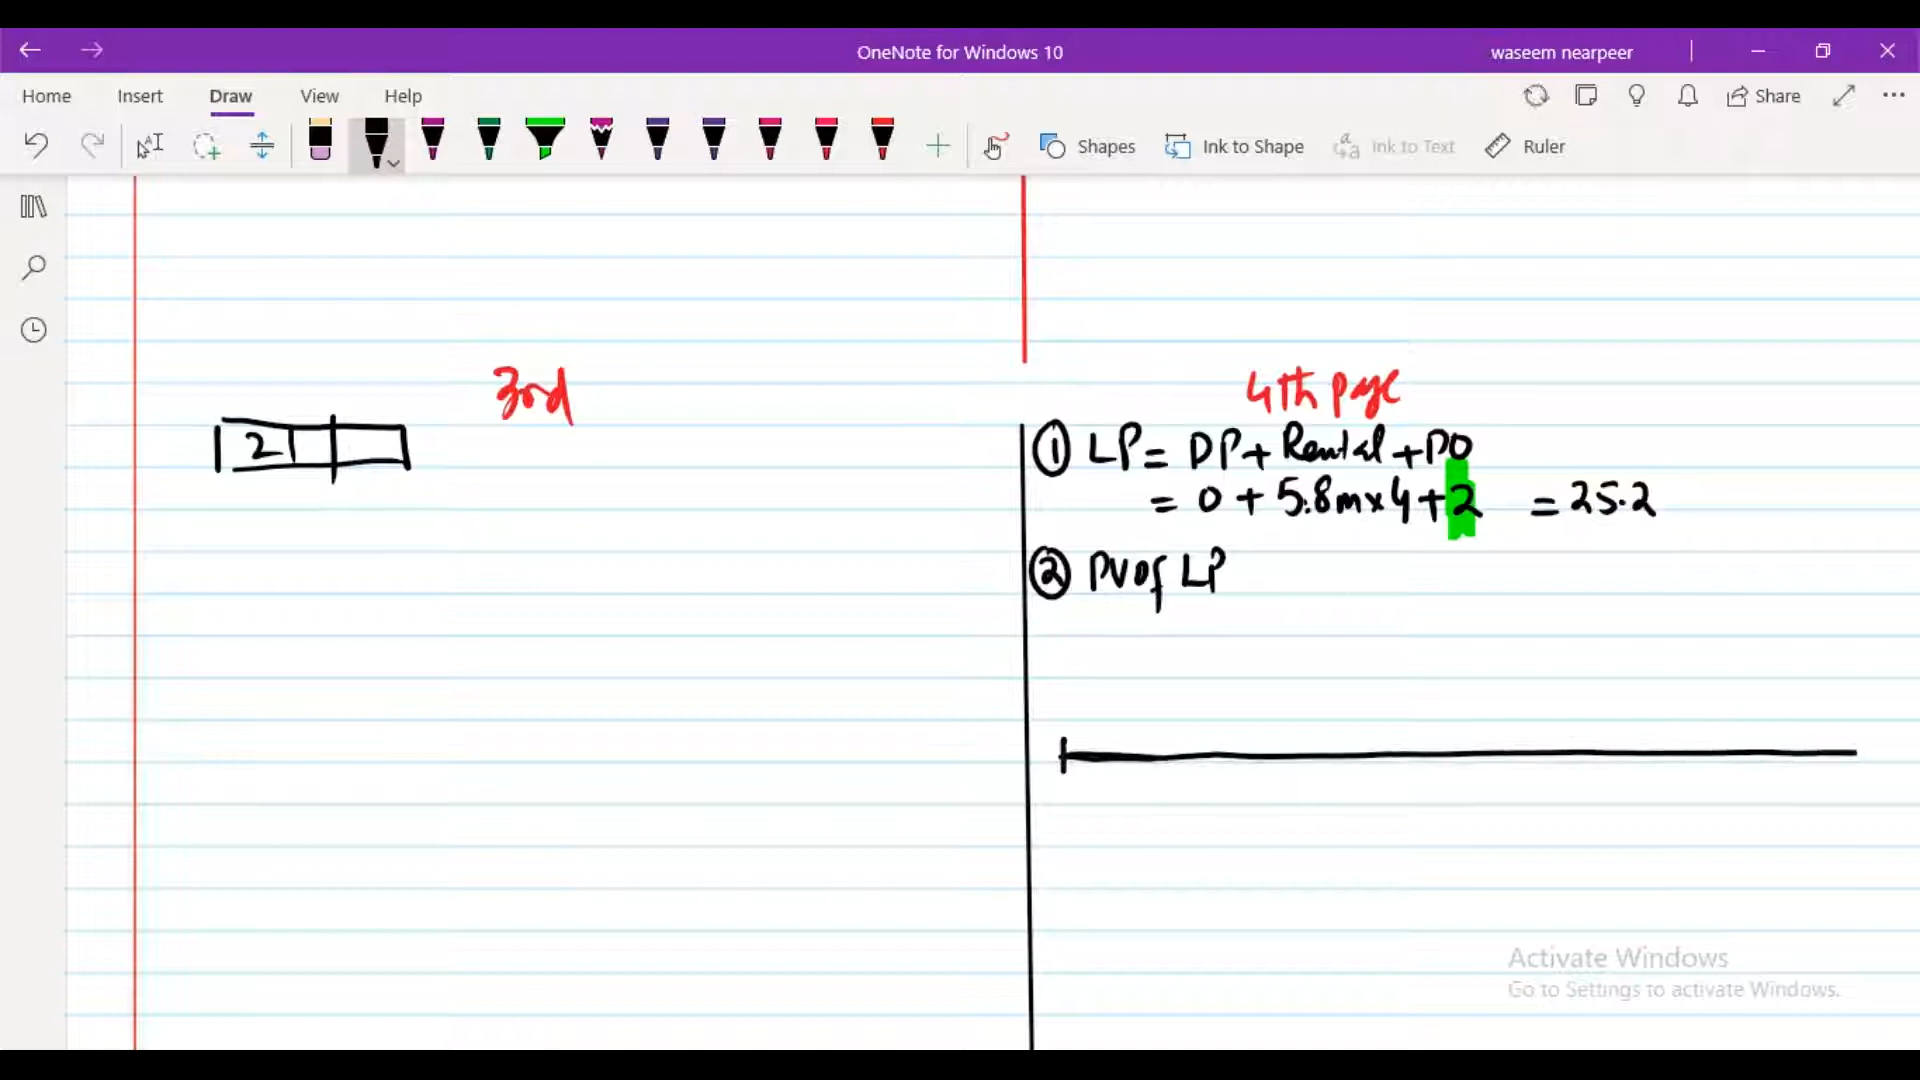 OneNote for Windows 10
waseem nearpeer
Home Insert Draw View Help
Share
Shapes Ink to Shape Ink to Text Ruler
3rd
2
4th page
① LP = DP + Rental + PO
= 0 + 5.8m x 4 + 2 = 25.2
② PV of LP
Activate Windows
Go to Settings to activate Windows.